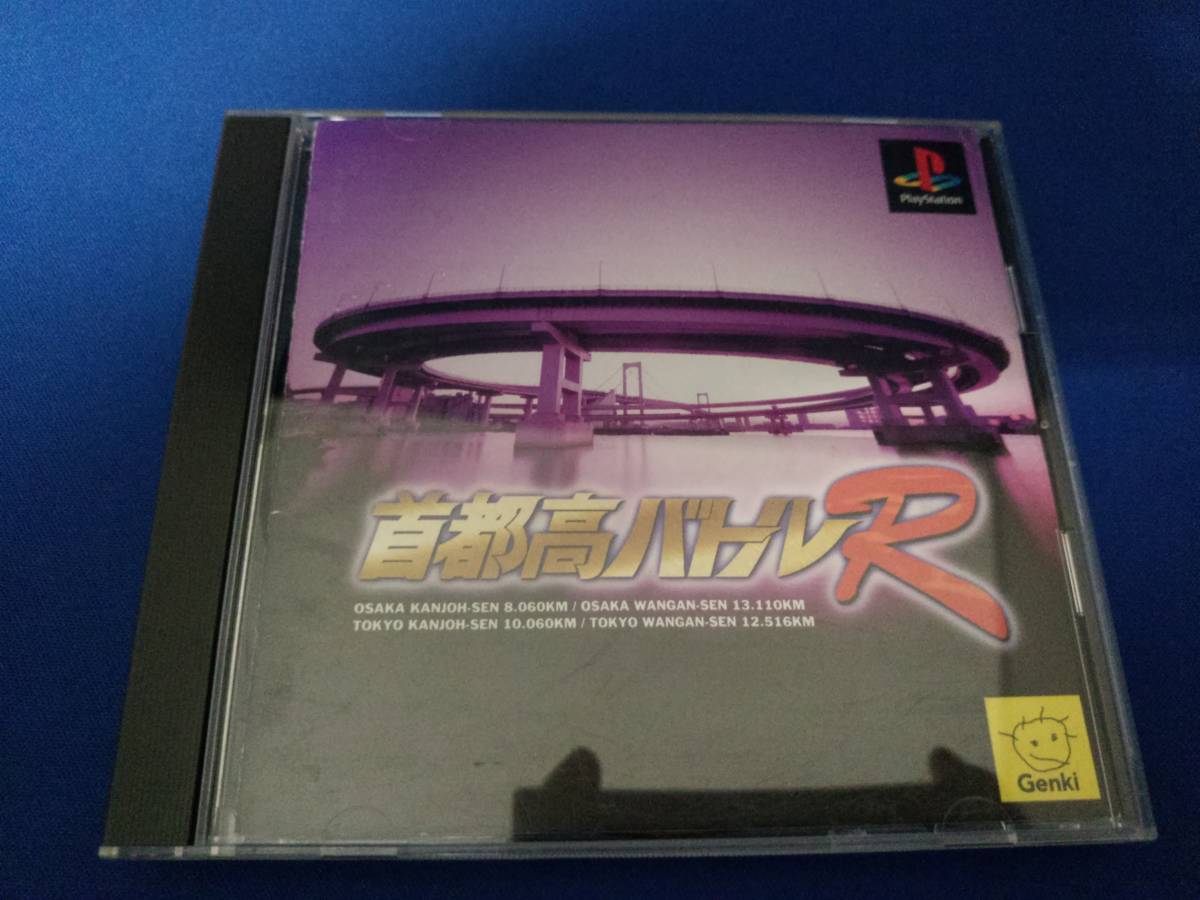 PlayStation
首都高バトルR
OSAKA KANJOH-SEN 8.060KM / OSAKA WANGAN-SEN 13.110KM
TOKYO KANJOH-SEN 10.060KM / TOKYO WANGAN-SEN 12.516KM
Genki